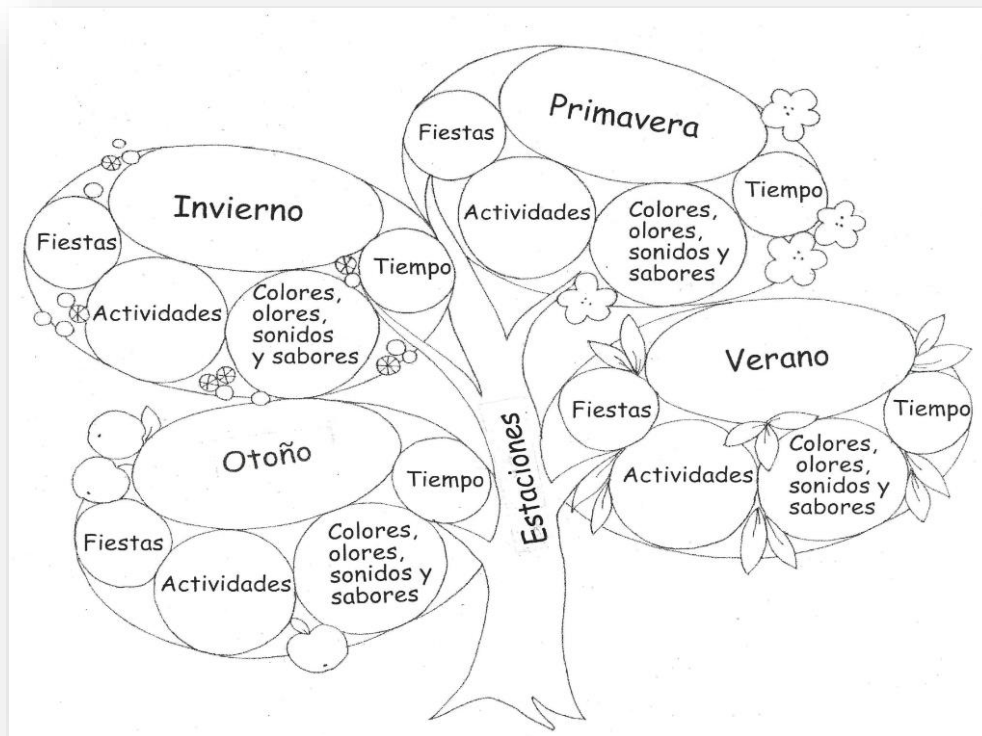 Primavera
Fiestas
Actividades
Colores,
olores,
sonidos y
sabores
Tiempo
Invierno
Fiestas
Actividades
Colores,
olores,
sonidos
y sabores
Tiempo
Verano
Fiestas
Actividades
Colores,
olores,
sonidos y
sabores
Tiempo
Otoño
Fiestas
Actividades
Colores,
olores,
sonidos y
sabores
Tiempo
Estaciones